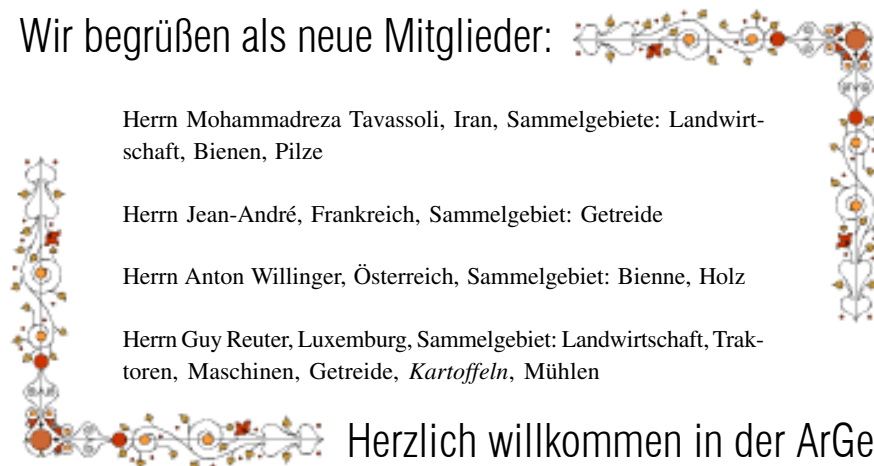 Wir begrüßen als neue Mitglieder:
Herrn Mohammadreza Tavassoli, Iran, Sammelgebiete: Landwirt-
schaft, Bienen, Pilze
Herrn Jean-André, Frankreich, Sammelgebiet: Getreide
Herrn Anton Willinger, Österreich, Sammelgebiet: Bienne, Holz
Herrn Guy Reuter, Luxemburg, Sammelgebiet: Landwirtschaft, Trak-
toren, Maschinen, Getreide, Kartoffeln, Mühlen
Herzlich willkommen in der ArGe